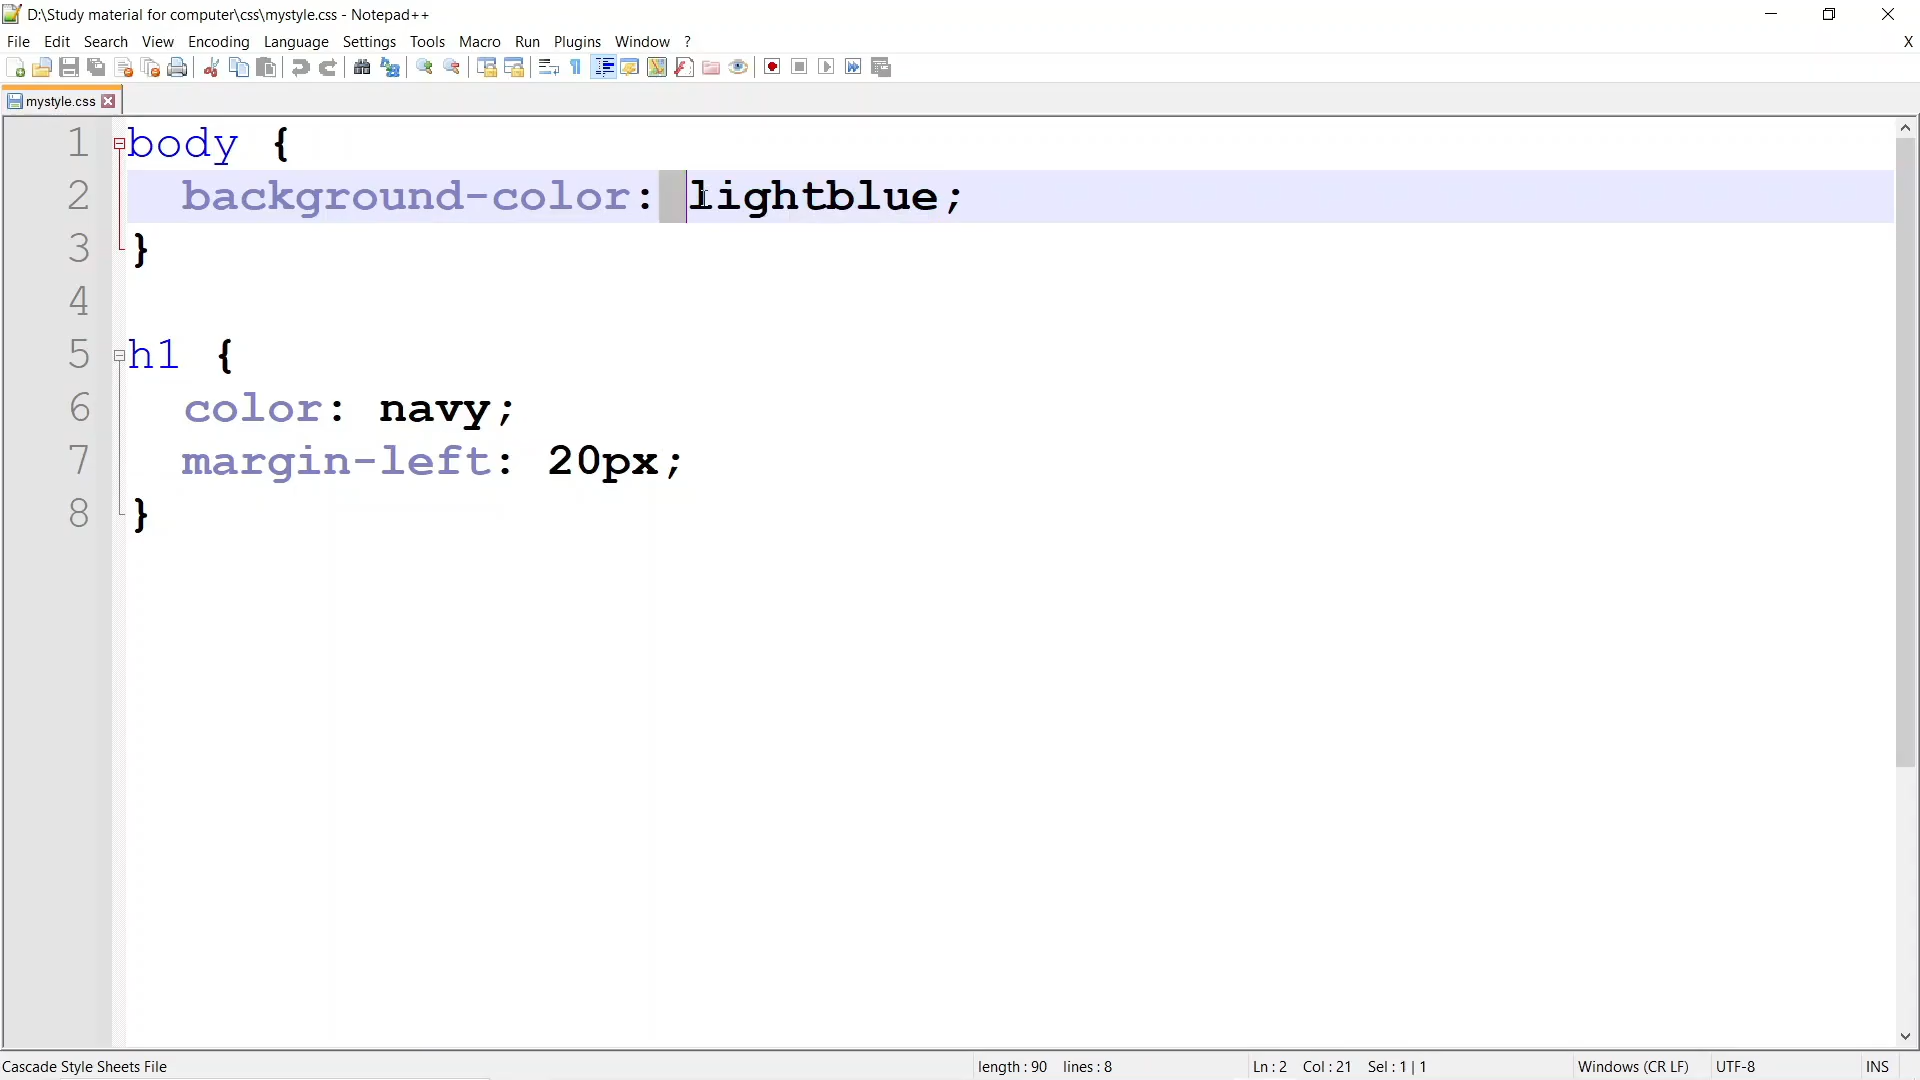 D:\Study material for computer\css\mystyle.css - Notepad++
File Edit Search View Encoding Language Settings Tools Macro Run Plugins Window ? X
mystyle.css
1 body {
2   background-color: lightblue;
3 }
4
5 h1 {
6   color: navy;
7   margin-left: 20px;
8 }
Cascade Style Sheets File length : 90 lines : 8 Ln : 2 Col : 21 Sel : 1 | 1 Windows (CR LF) UTF-8 INS